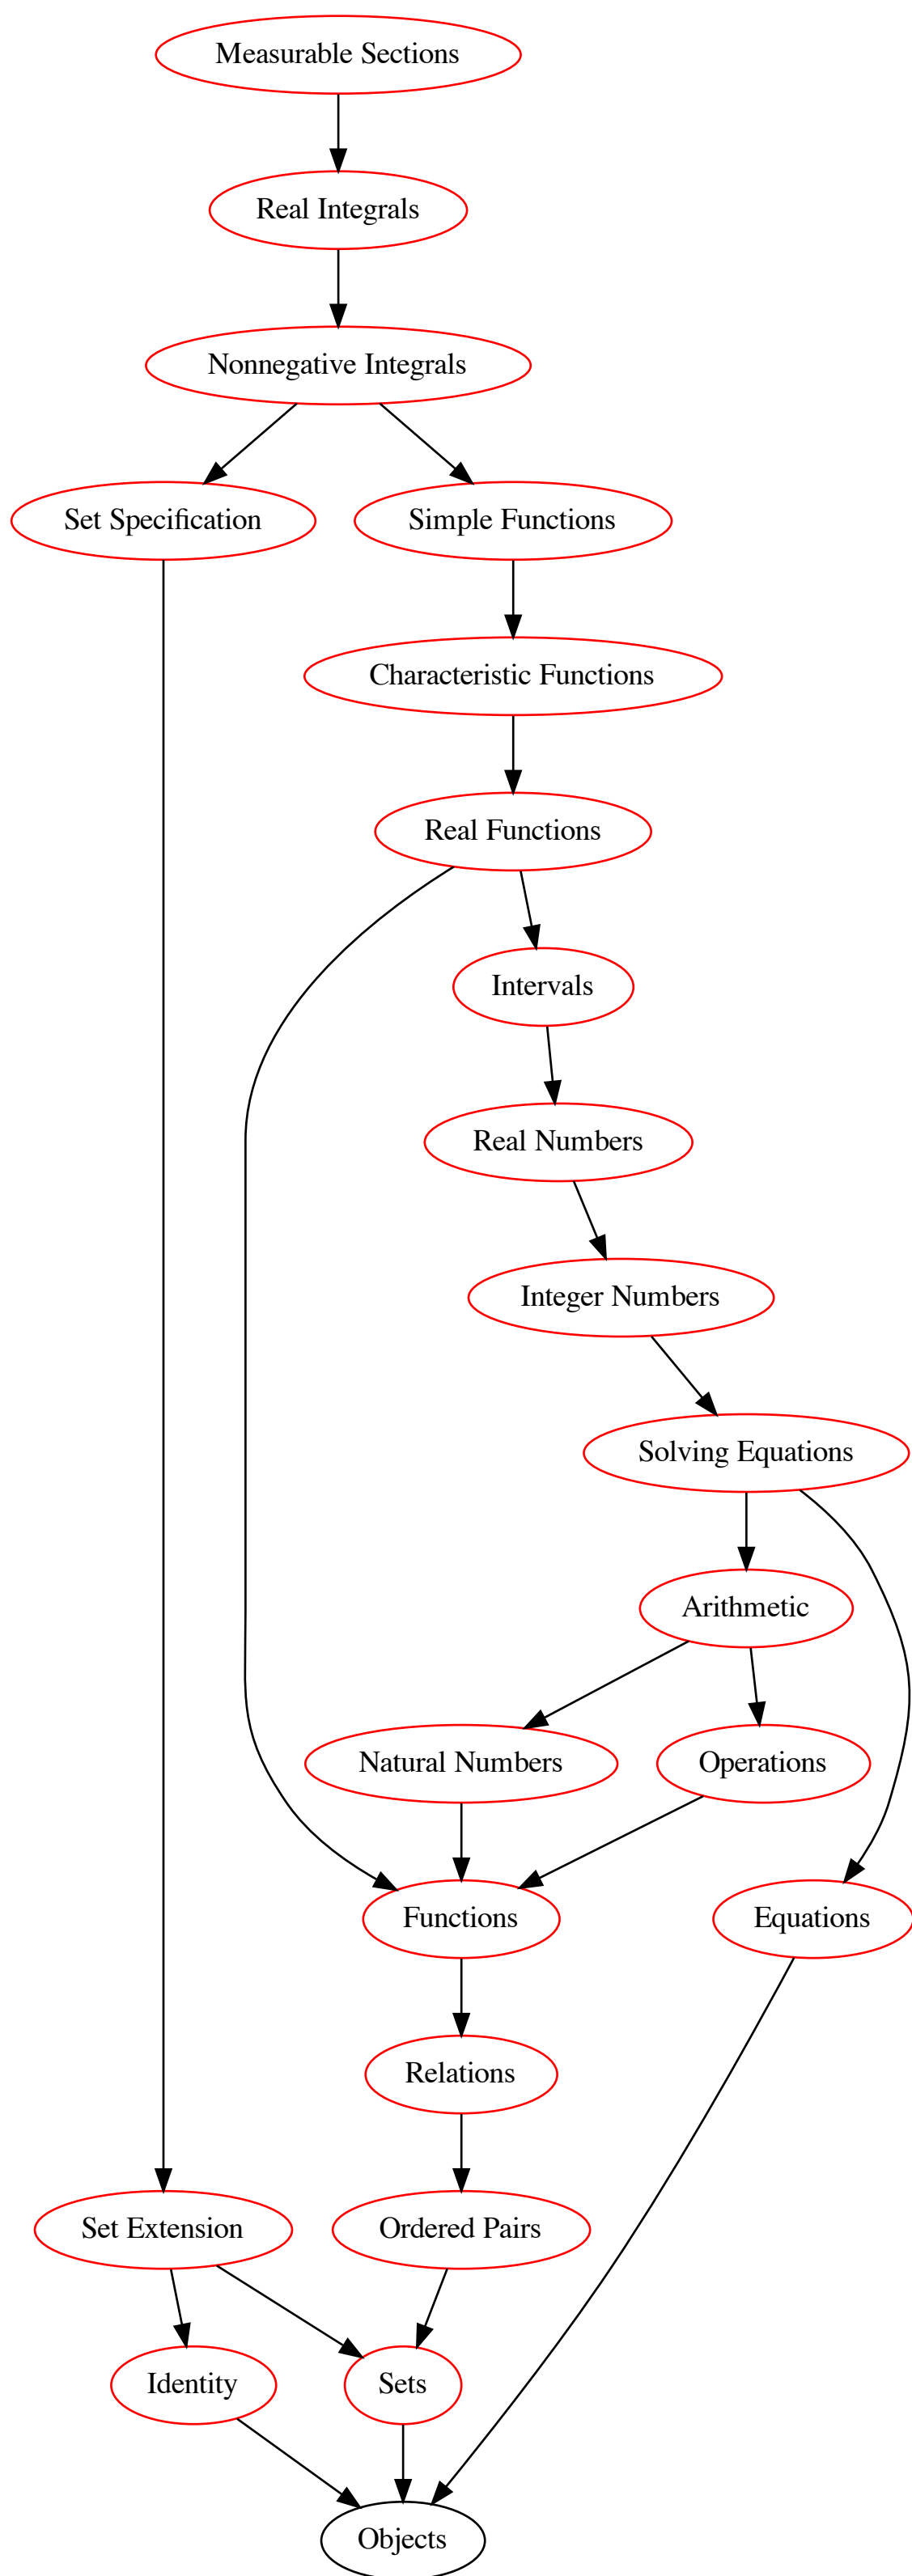 Measurable Sections
Real Integrals
Nonnegative Integrals
Set Specification
Simple Functions
Characteristic Functions
Real Functions
Intervals
Real Numbers
Integer Numbers
Solving Equations
Arithmetic
Natural Numbers
Operations
Functions
Equations
Relations
Set Extension
Ordered Pairs
Identity
Sets
Objects